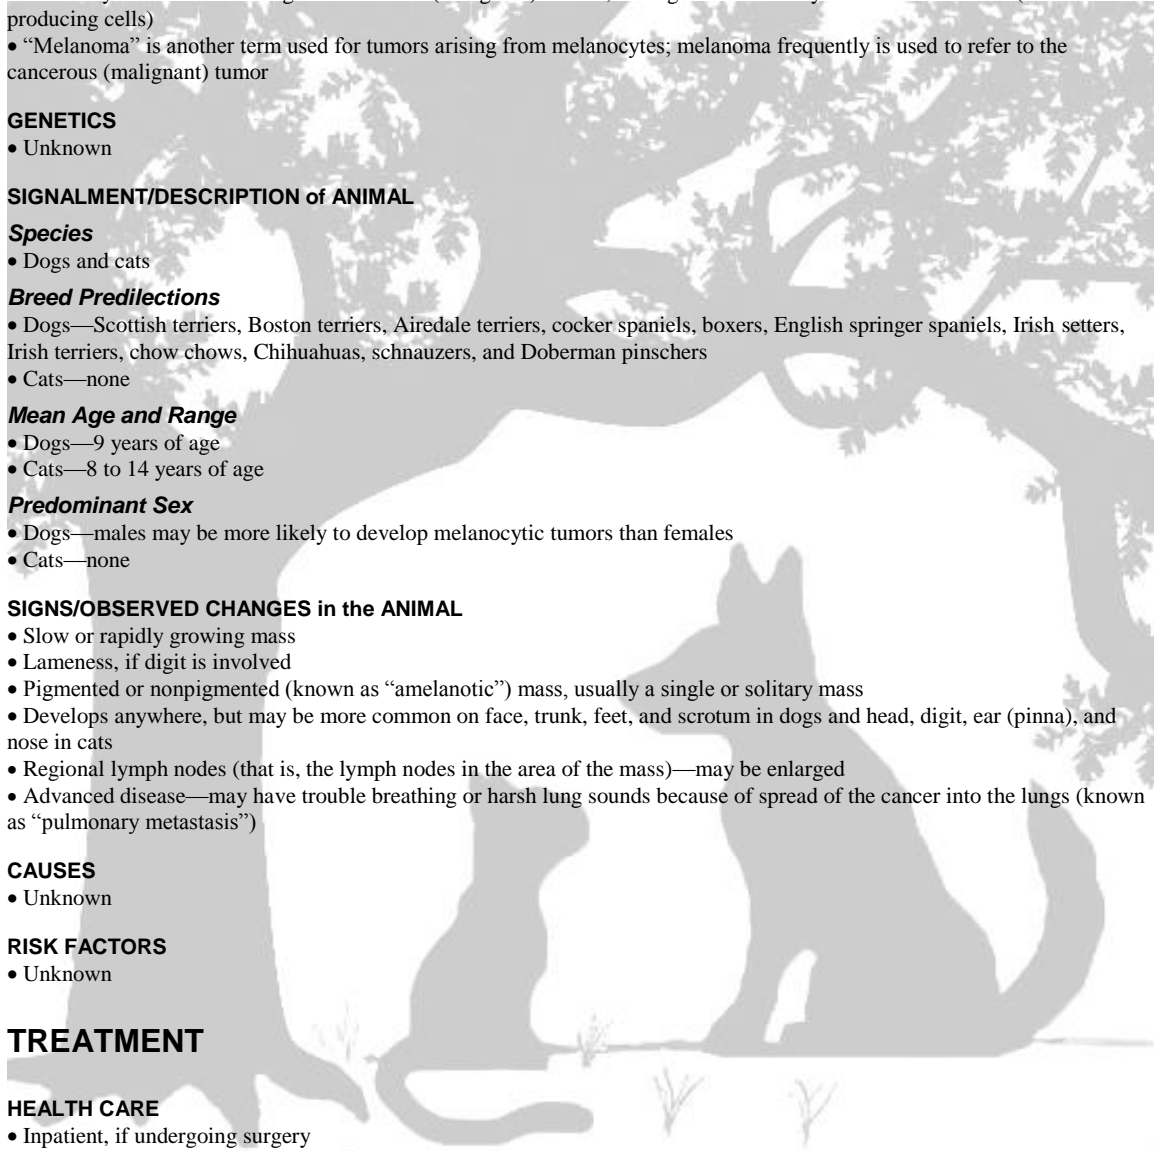 producing cells)
• “Melanoma” is another term used for tumors arising from melanocytes; melanoma frequently is used to refer to the
cancerous (malignant) tumor
GENETICS
• Unknown
SIGNALMENT/DESCRIPTION of ANIMAL
Species
• Dogs and cats
Breed Predilections
• Dogs—Scottish terriers, Boston terriers, Airedale terriers, cocker spaniels, boxers, English springer spaniels, Irish setters,
Irish terriers, chow chows, Chihuahuas, schnauzers, and Doberman pinschers
• Cats—none
Mean Age and Range
• Dogs—9 years of age
• Cats—8 to 14 years of age
Predominant Sex
• Dogs—males may be more likely to develop melanocytic tumors than females
• Cats—none
SIGNS/OBSERVED CHANGES in the ANIMAL
• Slow or rapidly growing mass
• Lameness, if digit is involved
• Pigmented or nonpigmented (known as “amelanotic”) mass, usually a single or solitary mass
• Develops anywhere, but may be more common on face, trunk, feet, and scrotum in dogs and head, digit, ear (pinna), and
nose in cats
• Regional lymph nodes (that is, the lymph nodes in the area of the mass)—may be enlarged
• Advanced disease—may have trouble breathing or harsh lung sounds because of spread of the cancer into the lungs (known
as “pulmonary metastasis”)
CAUSES
• Unknown
RISK FACTORS
• Unknown
TREATMENT
HEALTH CARE
• Inpatient, if undergoing surgery